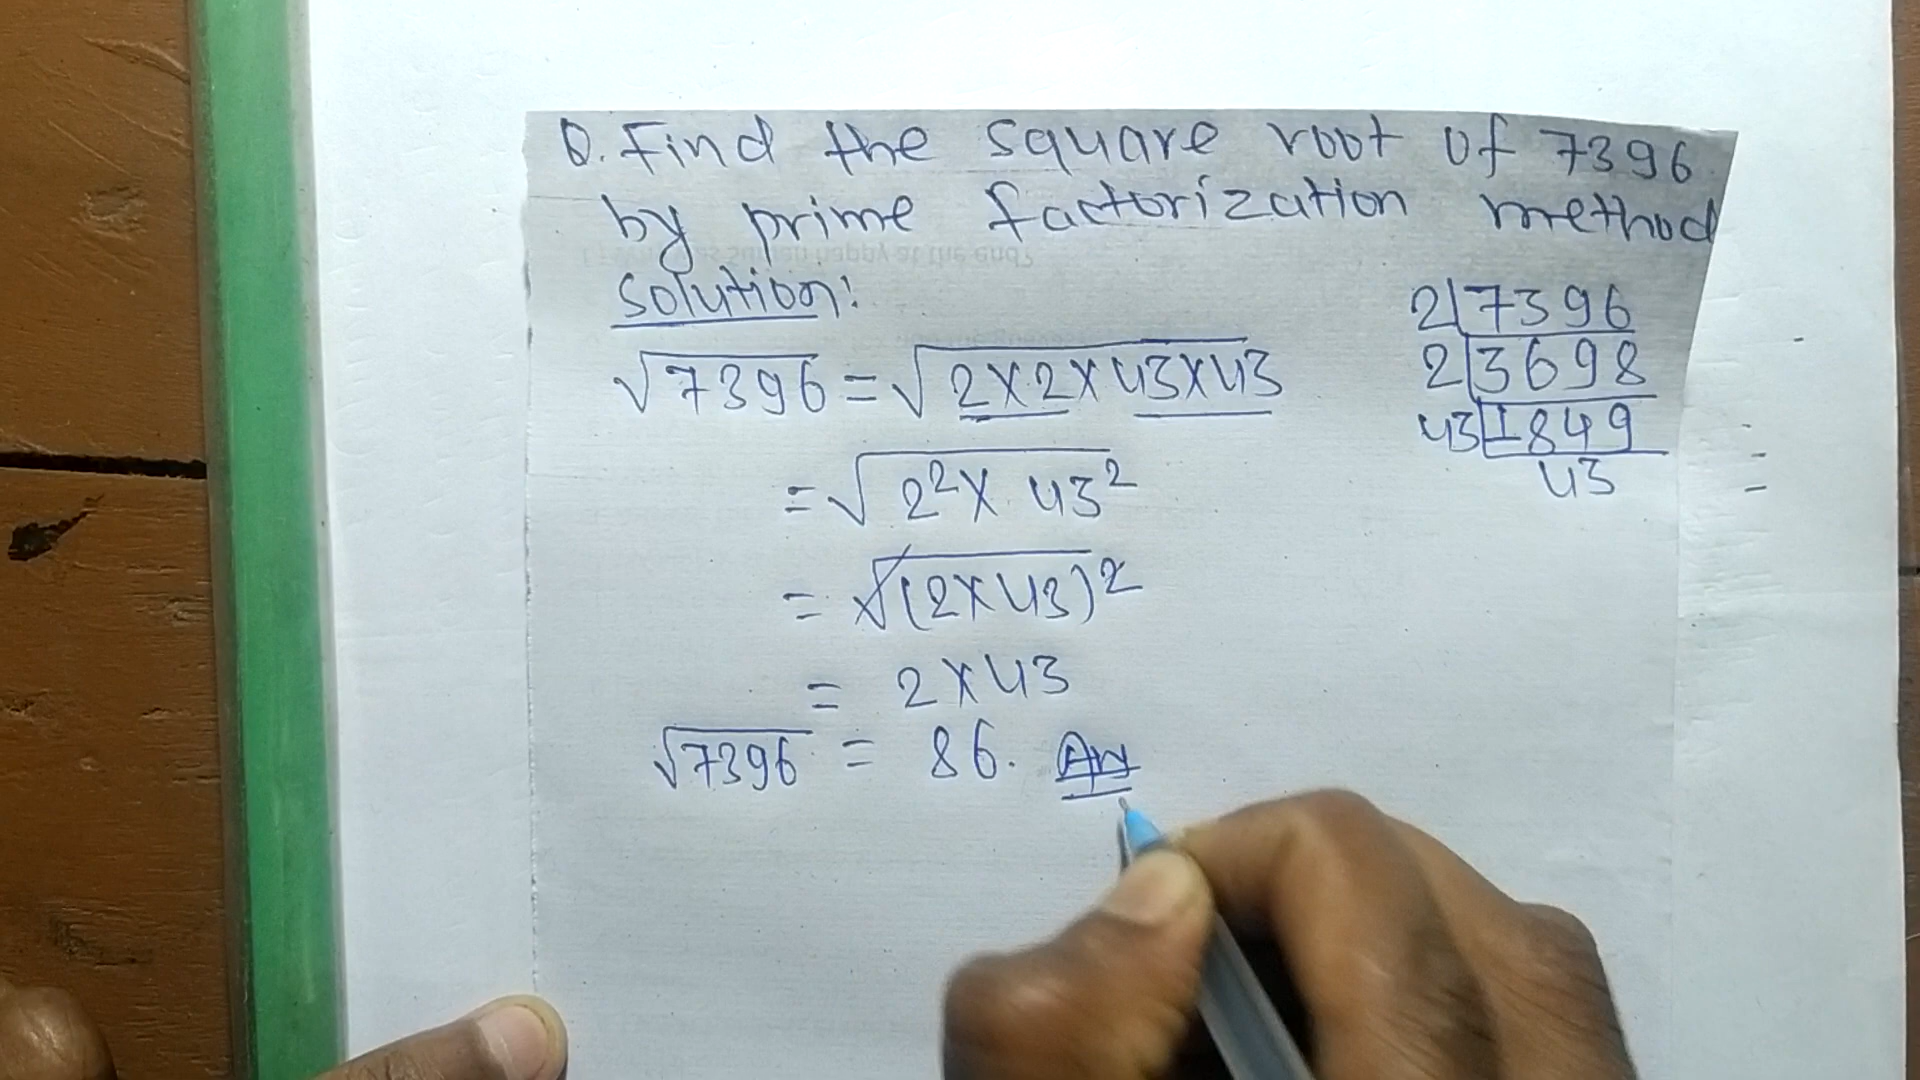 Q. Find the square root of 7396
by prime factorization method
Solution:
√7396 = √2×2×43×43
= √2²× 43²
= √(2×43)²
= 2×43
√7396 = 86. Ans
2|7396
2|3698
43|1849
43